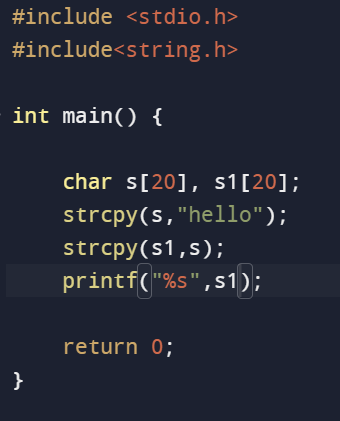 #include <stdio.h>
#include<string.h>
int main() {
char s[20], s1[20];
strcpy(s,"hello");
strcpy(s1,s);
printf("%s",s1);
return 0;
}